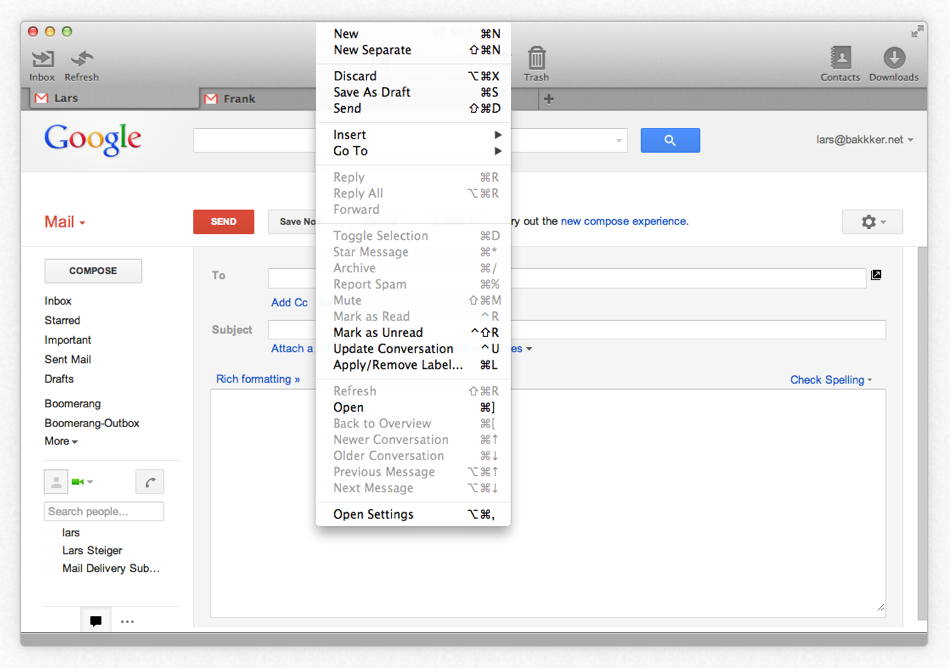 New ⌘N
New Separate ⇧⌘N
Discard ⌥⌘X
Save As Draft ⌘S
Send ⇧⌘D
Insert ▶
Go To ▶
Reply ⌘R
Reply All ⌥⌘R
Forward
Toggle Selection ⌘D
Star Message ⌘*
Archive ⌘/
Report Spam ⌘%
Mute ⇧⌘M
Mark as Read ^R
Mark as Unread ^⇧R
Update Conversation ^U
Apply/Remove Label... ⌘L
Refresh ⇧⌘R
Open ⌘]
Back to Overview ⌘[
Newer Conversation ⌘↑
Older Conversation ⌘↓
Previous Message ⌥⌘↑
Next Message ⌥⌘↓
Open Settings ⌥⌘,
Inbox Refresh Trash Contacts Downloads
Lars Frank +
Google lars@bakkker.net
Mail SEND Save No ry out the new compose experience.
COMPOSE
Inbox
Starred
Important
Sent Mail
Drafts
Boomerang
Boomerang-Outbox
More
Search people...
lars
Lars Steiger
Mail Delivery Sub...
To
Add Cc
Subject
Attach a es
Rich formatting » Check Spelling